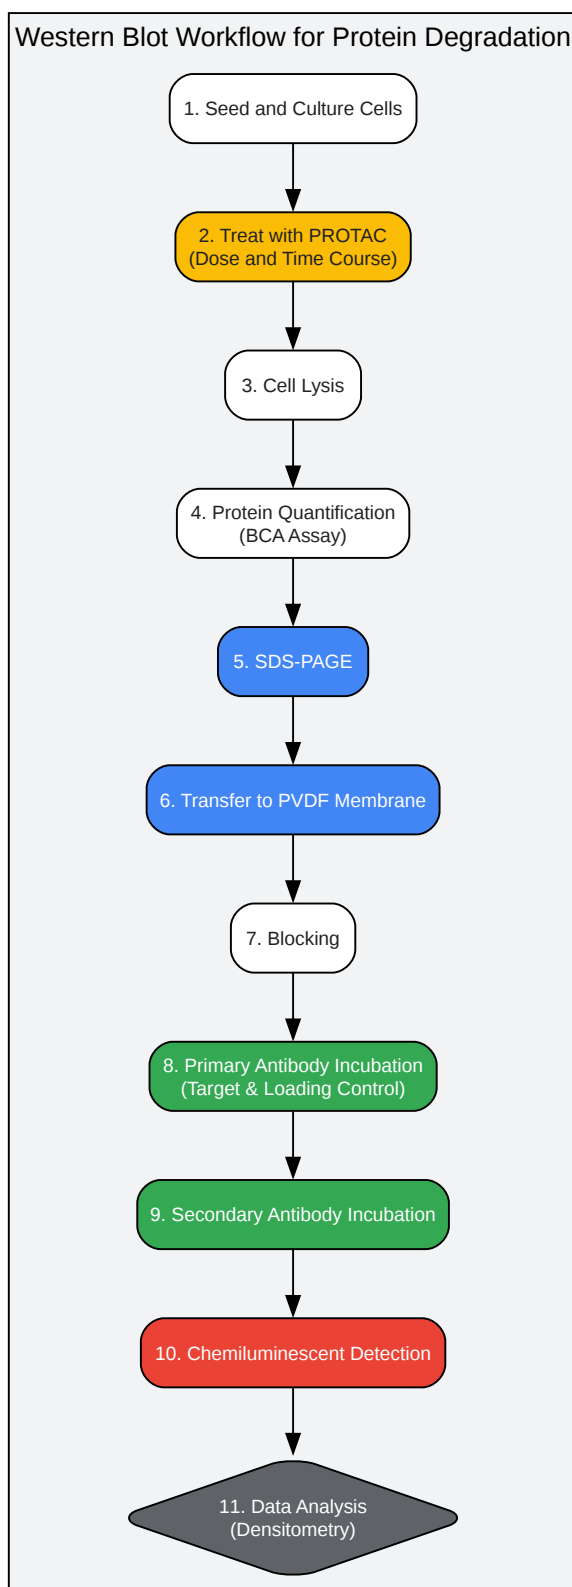 Western Blot Workflow for Protein Degradation
1. Seed and Culture Cells
2. Treat with PROTAC
(Dose and Time Course)
3. Cell Lysis
4. Protein Quantification
(BCA Assay)
5. SDS-PAGE
6. Transfer to PVDF Membrane
7. Blocking
8. Primary Antibody Incubation
(Target & Loading Control)
9. Secondary Antibody Incubation
10. Chemiluminescent Detection
11. Data Analysis
(Densitometry)